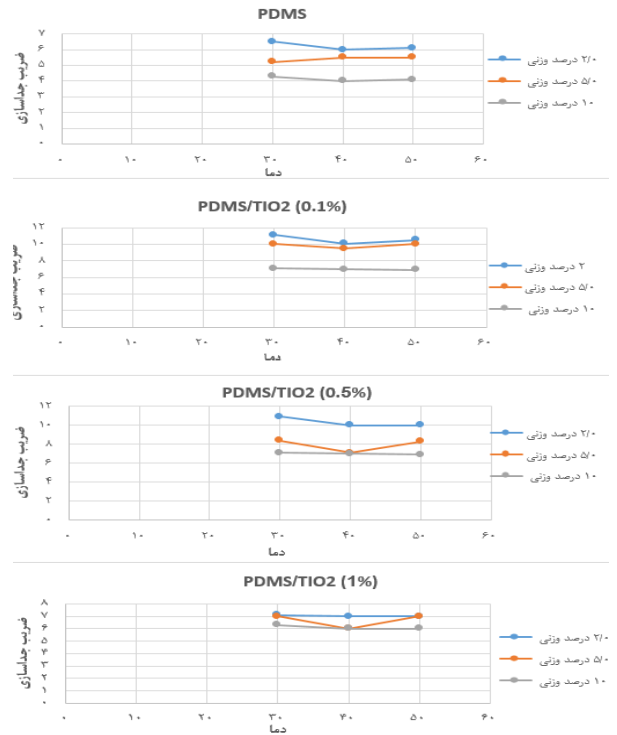 PDMS
ضریب جداسازی
۷
۶
۵
۴
۳
۲
۱
۰
۰ ۱۰ ۲۰ ۳۰ ۴۰ ۵۰ ۶۰
دما
۲/۰ درصد وزنی
۵/۰ درصد وزنی
۱۰ درصد وزنی
PDMS/TIO2 (0.1%)
ضریب جداسازی
۱۲
۱۰
۸
۶
۴
۲
۰
۰ ۱۰ ۲۰ ۳۰ ۴۰ ۵۰ ۶۰
دما
۲ درصد وزنی
۵/۰ درصد وزنی
۱۰ درصد وزنی
PDMS/TIO2 (0.5%)
ضریب جداسازی
۱۲
۱۰
۸
۶
۴
۲
۰
۰ ۱۰ ۲۰ ۳۰ ۴۰ ۵۰ ۶۰
دما
۲/۰ درصد وزنی
۵/۰ درصد وزنی
۱۰ درصد وزنی
PDMS/TIO2 (1%)
ضریب جداسازی
۸
۷
۶
۵
۴
۳
۲
۱
۰
۰ ۱۰ ۲۰ ۳۰ ۴۰ ۵۰ ۶۰
دما
۲/۰ درصد وزنی
۵/۰ درصد وزنی
۱۰ درصد وزنی